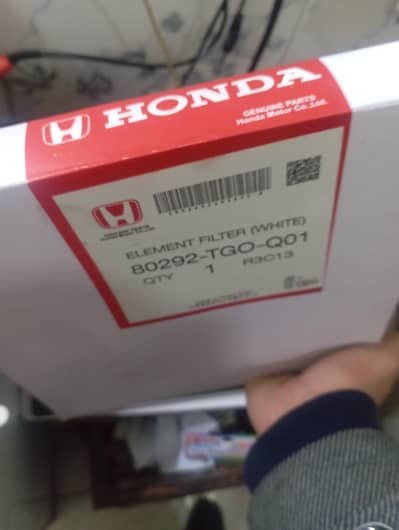 HONDA
GENUINE PARTS
Honda Motor Co.,Ltd.
ELEMENT FILTER (WHITE)
80292-TGO-Q01
QTY 1 R3C13